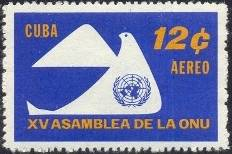 CUBA 12¢
AEREO
XV ASAMBLEA DE LA ONU